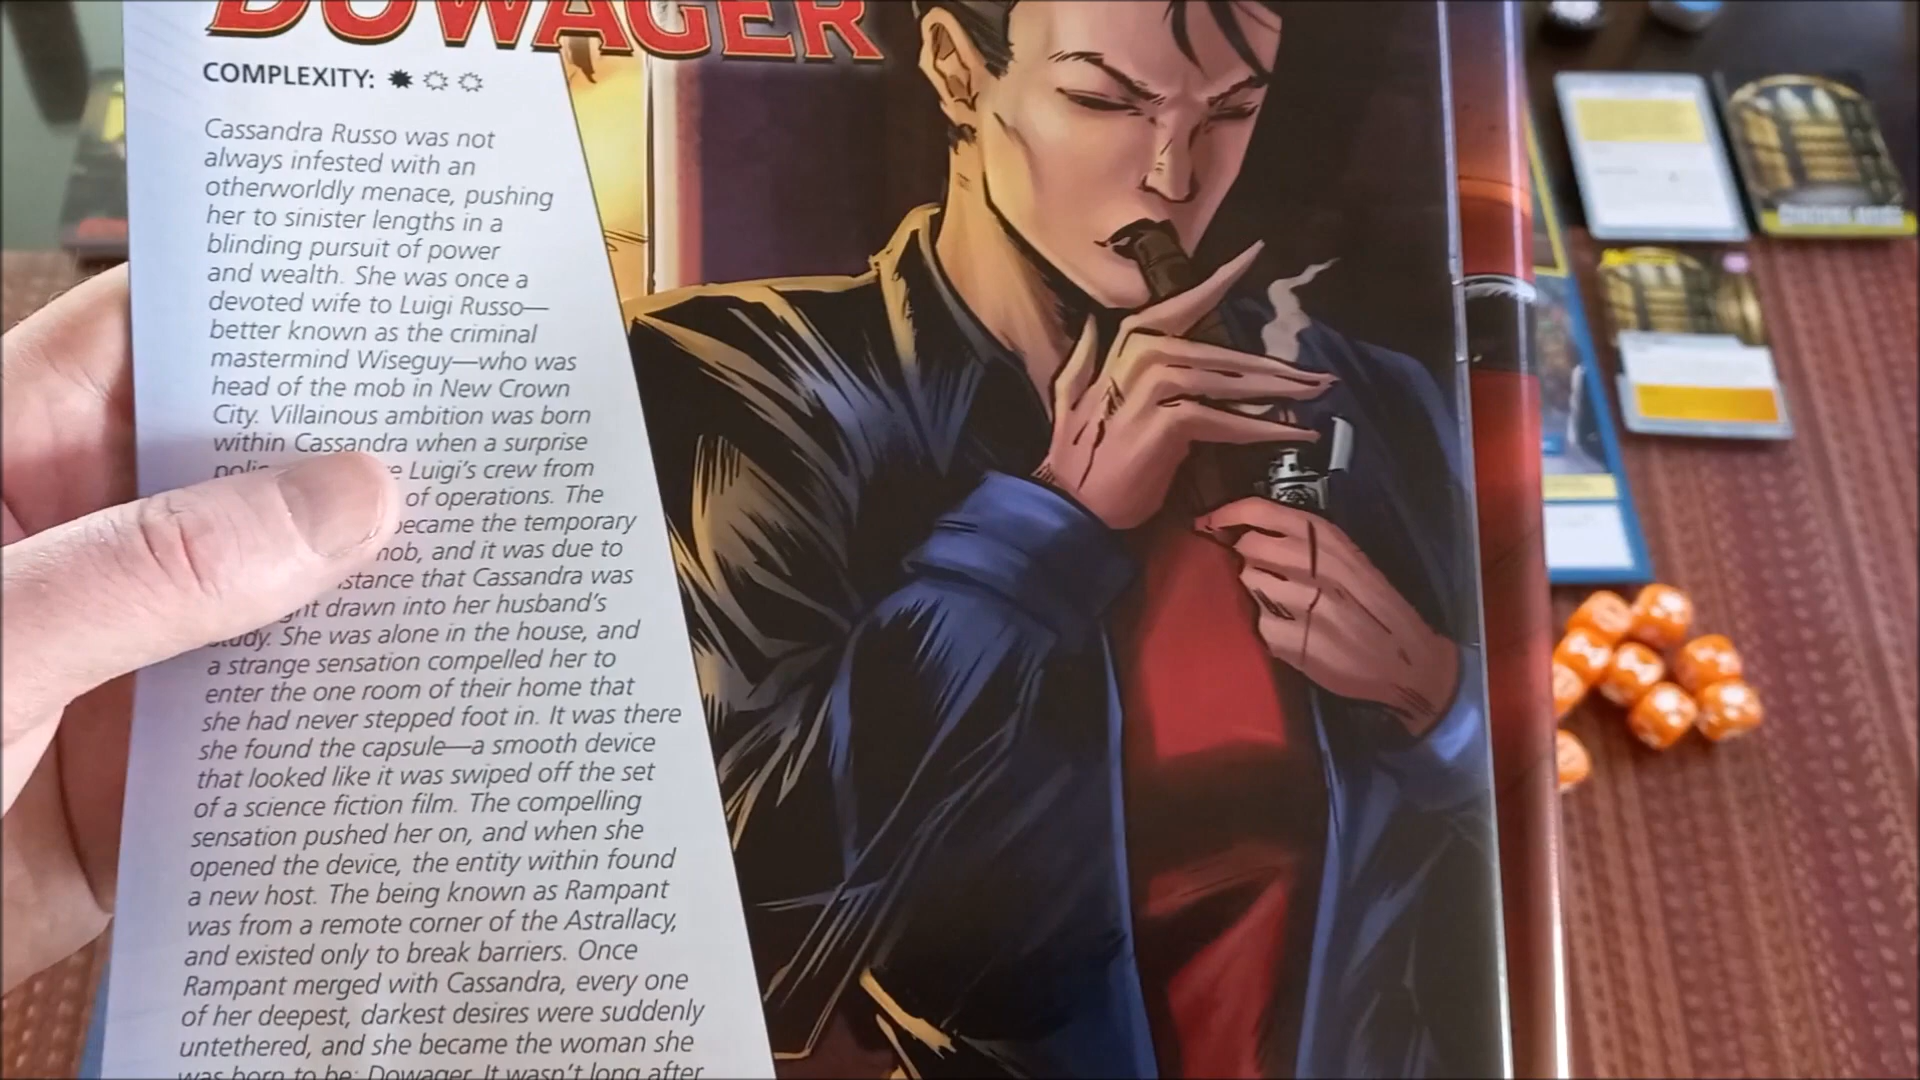 DOWAGER
COMPLEXITY:
Cassandra Russo was not
always infested with an
otherworldly menace, pushing
her to sinister lengths in a
blinding pursuit of power
and wealth. She was once a
devoted wife to Luigi Russo—
better known as the criminal
mastermind Wiseguy—who was
head of the mob in New Crown
City. Villainous ambition was born
within Cassandra when a surprise
Luigi's crew from
of operations. The
became the temporary
mob, and it was due to
that Cassandra was
drawn into her husband's
study. She was alone in the house, and
a strange sensation compelled her to
enter the one room of their home that
she had never stepped foot in. It was there
she found the capsule—a smooth device
that looked like it was swiped off the set
of a science fiction film. The compelling
sensation pushed her on, and when she
opened the device, the entity within found
a new host. The being known as Rampant
was from a remote corner of the Astrallacy,
and existed only to break barriers. Once
Rampant merged with Cassandra, every one
of her deepest, darkest desires were suddenly
untethered, and she became the woman she
was born to be: Dowager. It wasn't long after